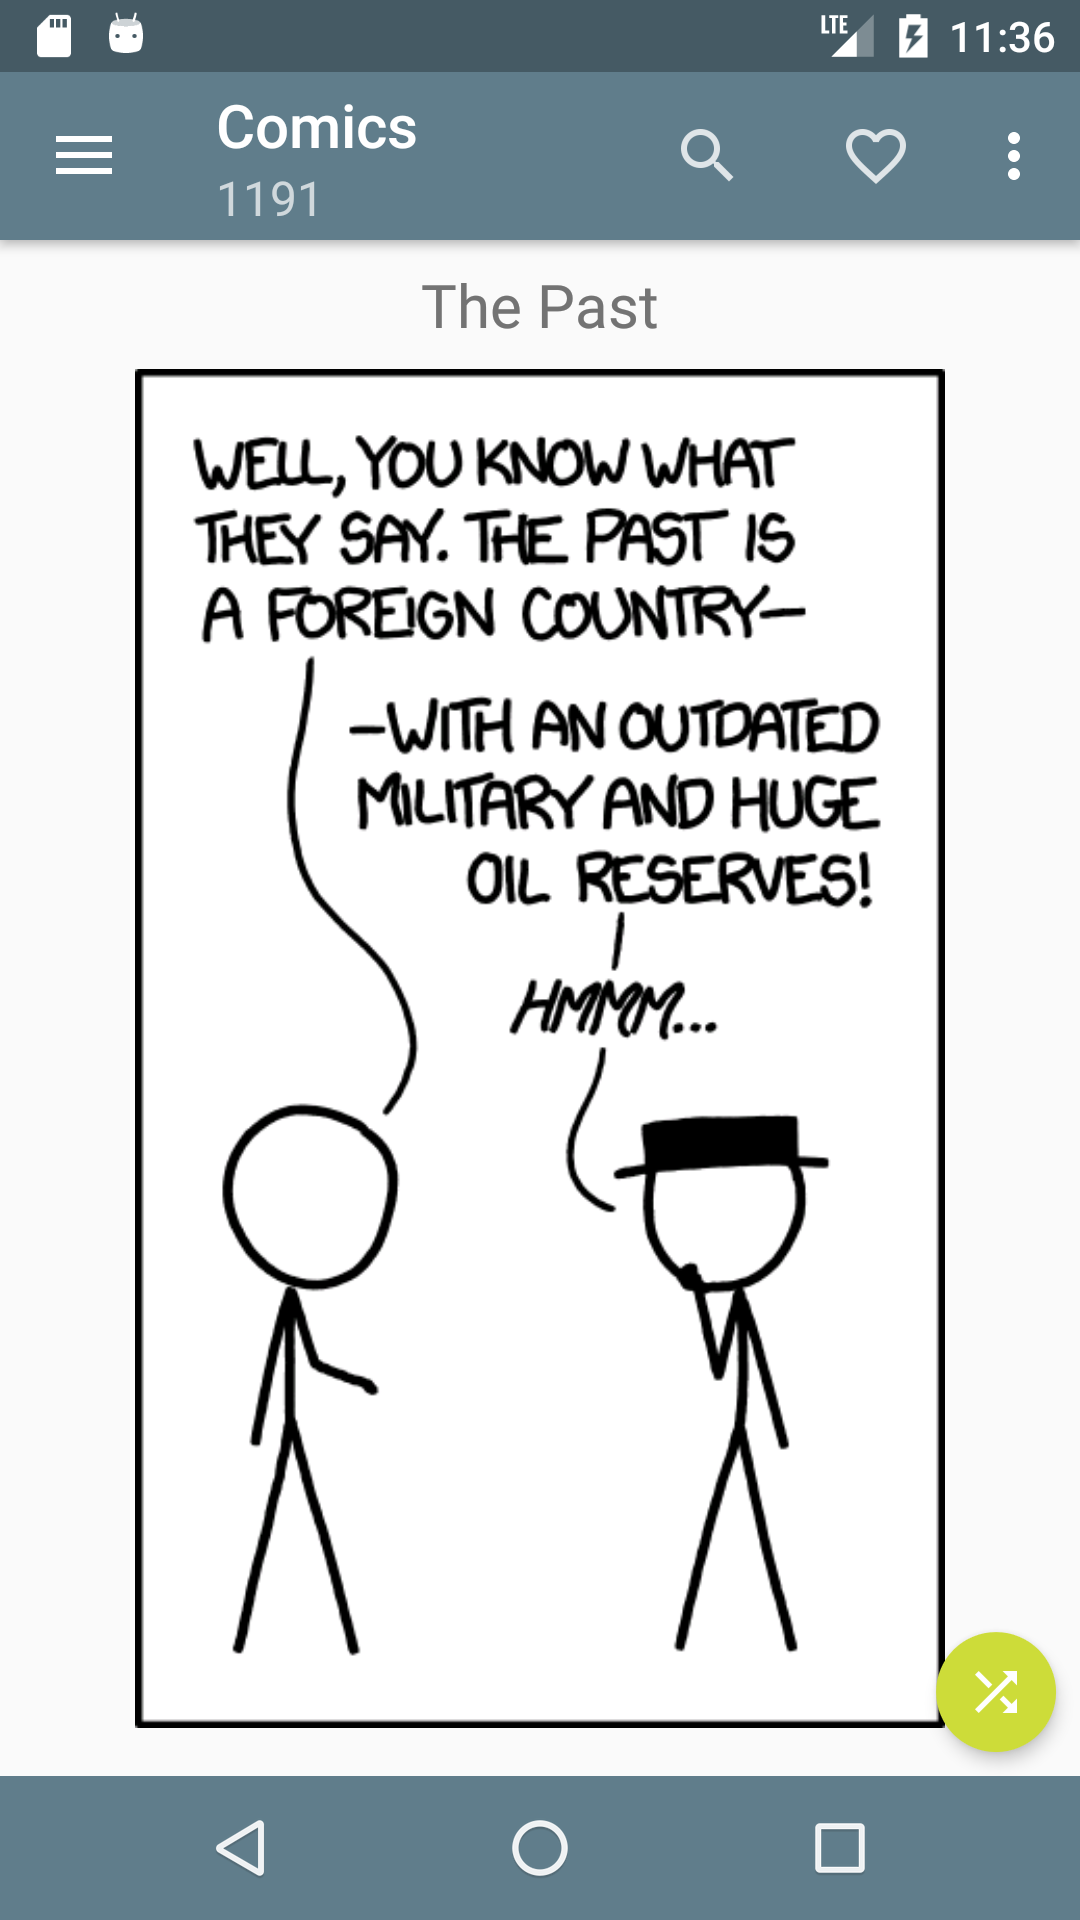 LTE 11:36
Comics
1191
The Past
WELL, YOU KNOW WHAT
THEY SAY. THE PAST IS
A FOREIGN COUNTRY—
—WITH AN OUTDATED
MILITARY AND HUGE
OIL RESERVES!
HMMM...